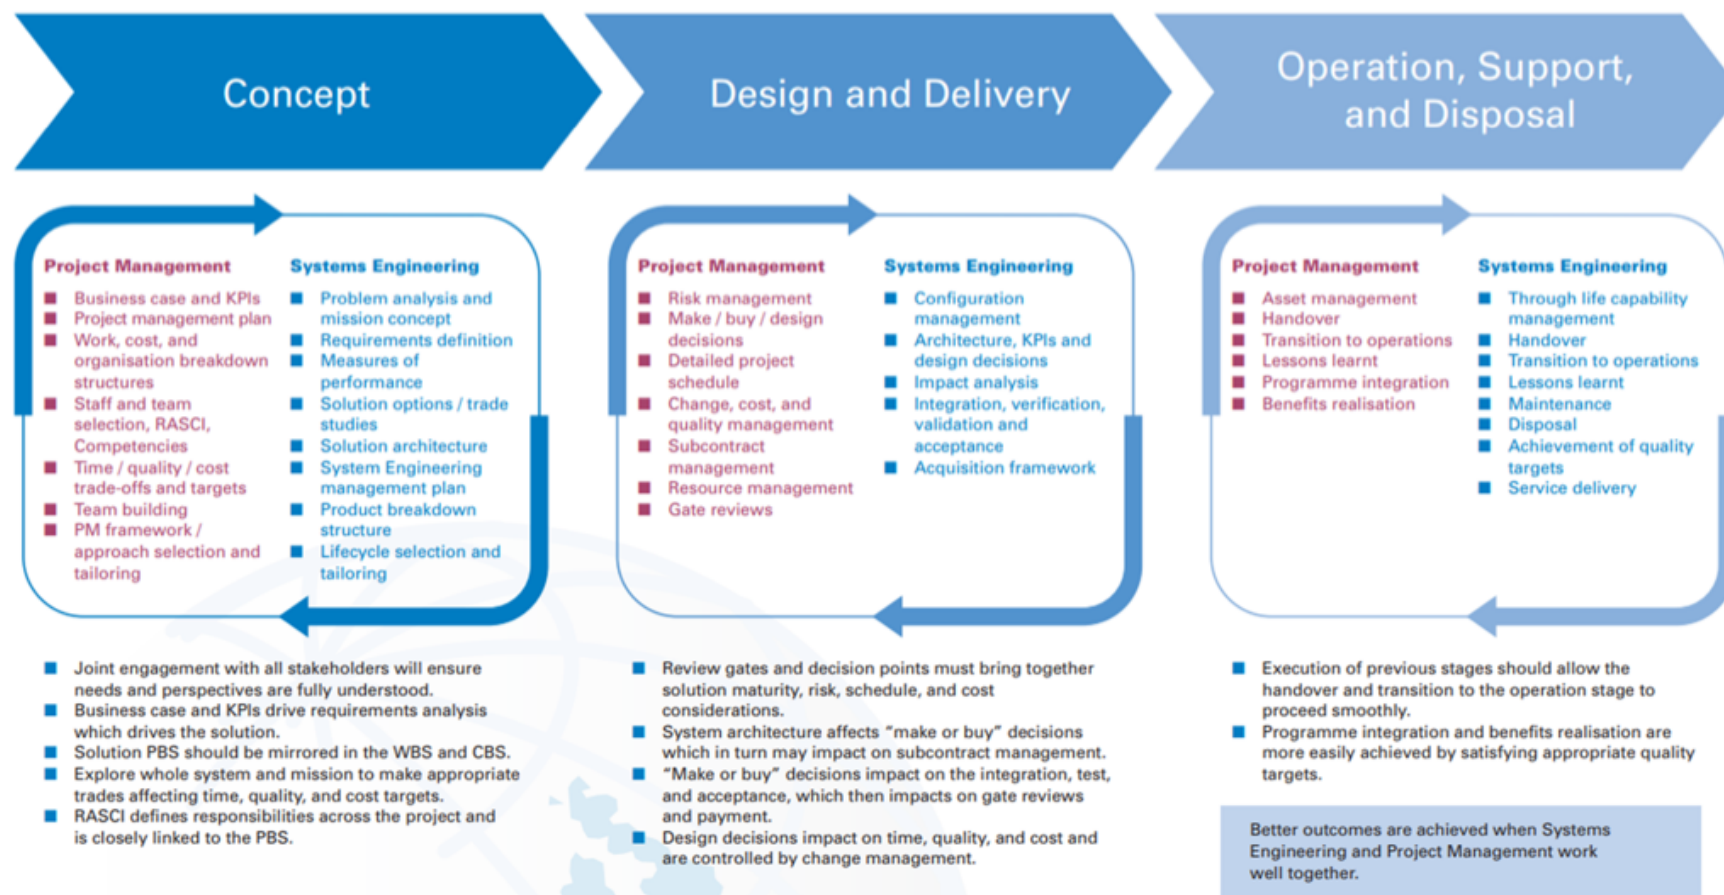 Concept
Design and Delivery
Operation, Support,
and Disposal
Project Management
Business case and KPIs
Project management plan
Work, cost, and
organisation breakdown
structures
Staff and team
selection, RASCI,
Competencies
Time / quality / cost
trade-offs and targets
Team building
PM framework /
approach selection and
tailoring
Systems Engineering
Problem analysis and
mission concept
Requirements definition
Measures of
performance
Solution options / trade
studies
Solution architecture
System Engineering
management plan
Product breakdown
structure
Lifecycle selection and
tailoring
Project Management
Risk management
Make / buy / design
decisions
Detailed project
schedule
Change, cost, and
quality management
Subcontract
management
Resource management
Gate reviews
Systems Engineering
Configuration
management
Architecture, KPIs and
design decisions
Impact analysis
Integration, verification,
validation and
acceptance
Acquisition framework
Project Management
Asset management
Handover
Transition to operations
Lessons learnt
Programme integration
Benefits realisation
Systems Engineering
Through life capability
management
Handover
Transition to operations
Lessons learnt
Maintenance
Disposal
Achievement of quality
targets
Service delivery
Joint engagement with all stakeholders will ensure
needs and perspectives are fully understood.
Business case and KPIs drive requirements analysis
which drives the solution.
Solution PBS should be mirrored in the WBS and CBS.
Explore whole system and mission to make appropriate
trades affecting time, quality, and cost targets.
RASCI defines responsibilities across the project and
is closely linked to the PBS.
Review gates and decision points must bring together
solution maturity, risk, schedule, and cost
considerations.
System architecture affects “make or buy” decisions
which in turn may impact on subcontract management.
“Make or buy” decisions impact on the integration, test,
and acceptance, which then impacts on gate reviews
and payment.
Design decisions impact on time, quality, and cost and
are controlled by change management.
Execution of previous stages should allow the
handover and transition to the operation stage to
proceed smoothly.
Programme integration and benefits realisation are
more easily achieved by satisfying appropriate quality
targets.
Better outcomes are achieved when Systems
Engineering and Project Management work
well together.